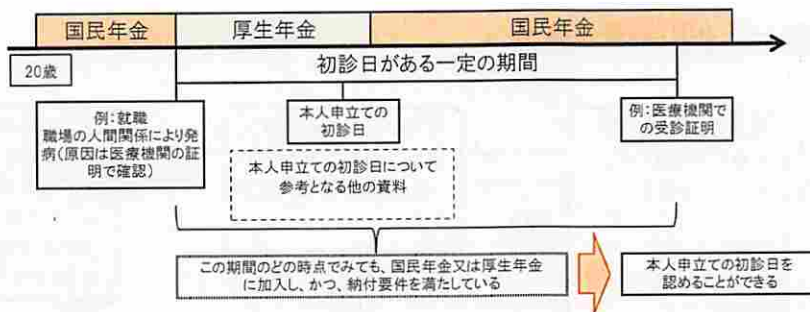 国民年金
厚生年金
国民年金
20歳
初診日がある一定の期間
例:就職
職場の人間関係により発
病(原因は医療機関の証
明で確認)
本人申立ての
初診日
例:医療機関で
の受診証明
本人申立ての初診日について
参考となる他の資料
この期間のどの時点でみても、国民年金又は厚生年金
に加入し、かつ、納付要件を満たしている
本人申立ての初診日を
認めることができる